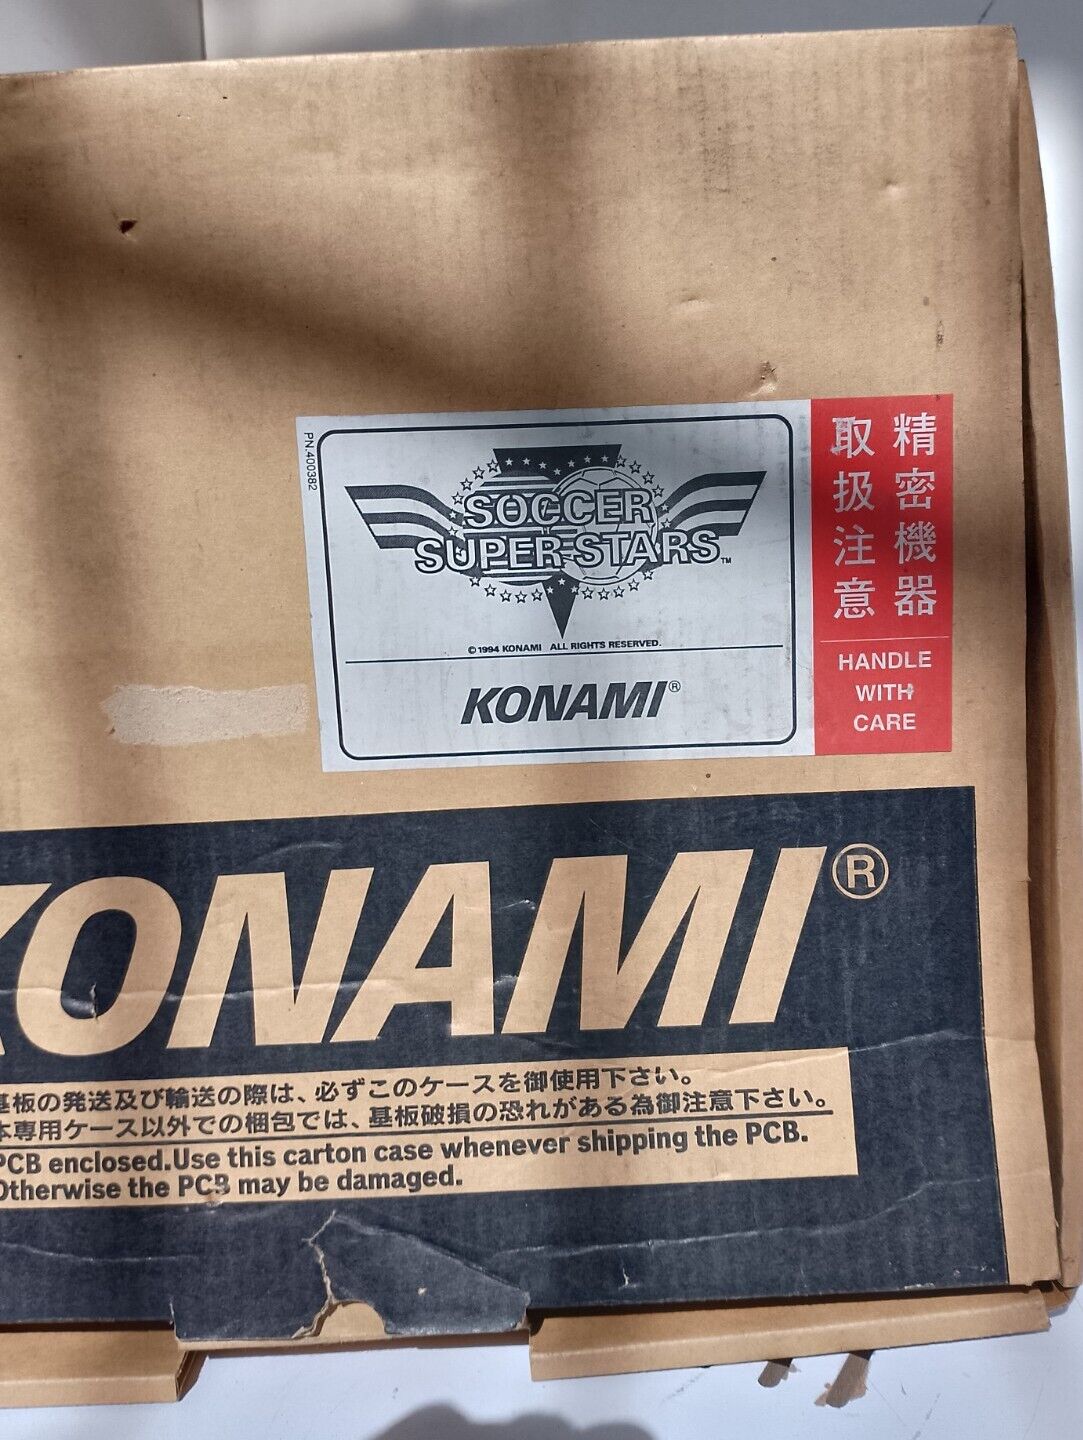 PN.400382
SOCCER
SUPER STARS™
© 1994 KONAMI ALL RIGHTS RESERVED.
KONAMI®
精密機器
取扱注意
HANDLE
WITH
CARE
KONAMI®
基板の発送及び輸送の際は、必ずこのケースを御使用下さい。
本専用ケース以外での梱包では、基板破損の恐れがある為御注意下さい。
PCB enclosed.Use this carton case whenever shipping the PCB.
Otherwise the PCB may be damaged.